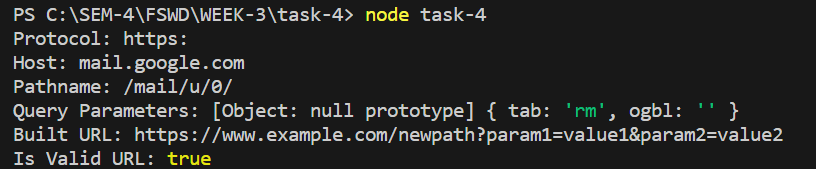 PS C:\SEM-4\FSWD\WEEK-3\task-4> node task-4
Protocol: https:
Host: mail.google.com
Pathname: /mail/u/0/
Query Parameters: [Object: null prototype] { tab: 'rm', ogbl: '' }
Built URL: https://www.example.com/newpath?param1=value1&param2=value2
Is Valid URL: true